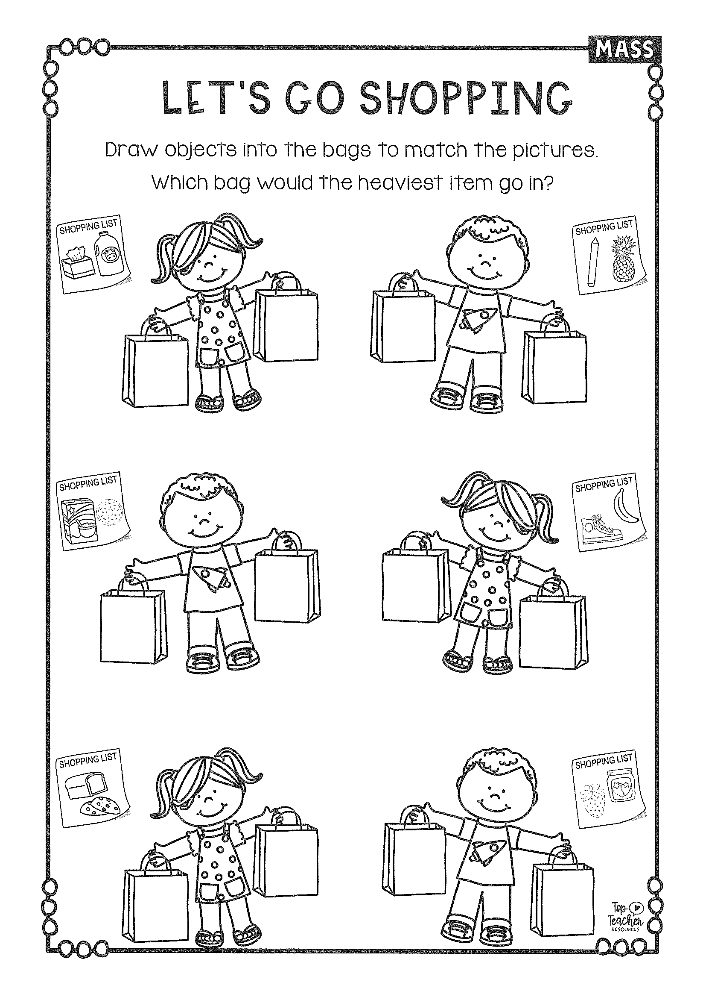 MASS
LET'S GO SHOPPING
Draw objects into the bags to match the pictures.
Which bag would the heaviest item go in?
SHOPPING LIST
SHOPPING LIST
SHOPPING LIST
SHOPPING LIST
SHOPPING LIST
SHOPPING LIST
Top
Teacher
RESOURCES